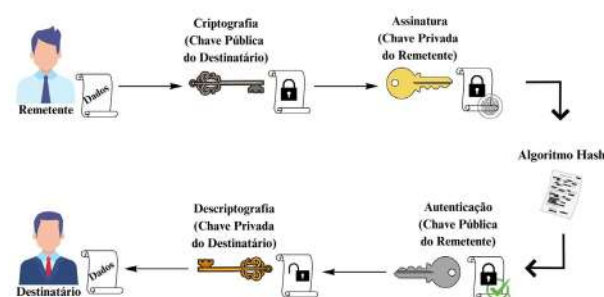 Criptografia
(Chave Pública
do Destinatário)
Assinatura
(Chave Privada
do Remetente)
Dados
Remetente
Algoritmo Hash
Descriptografia
(Chave Privada
do Destinatário)
Autenticação
(Chave Pública
do Remetente)
Dados
Destinatário